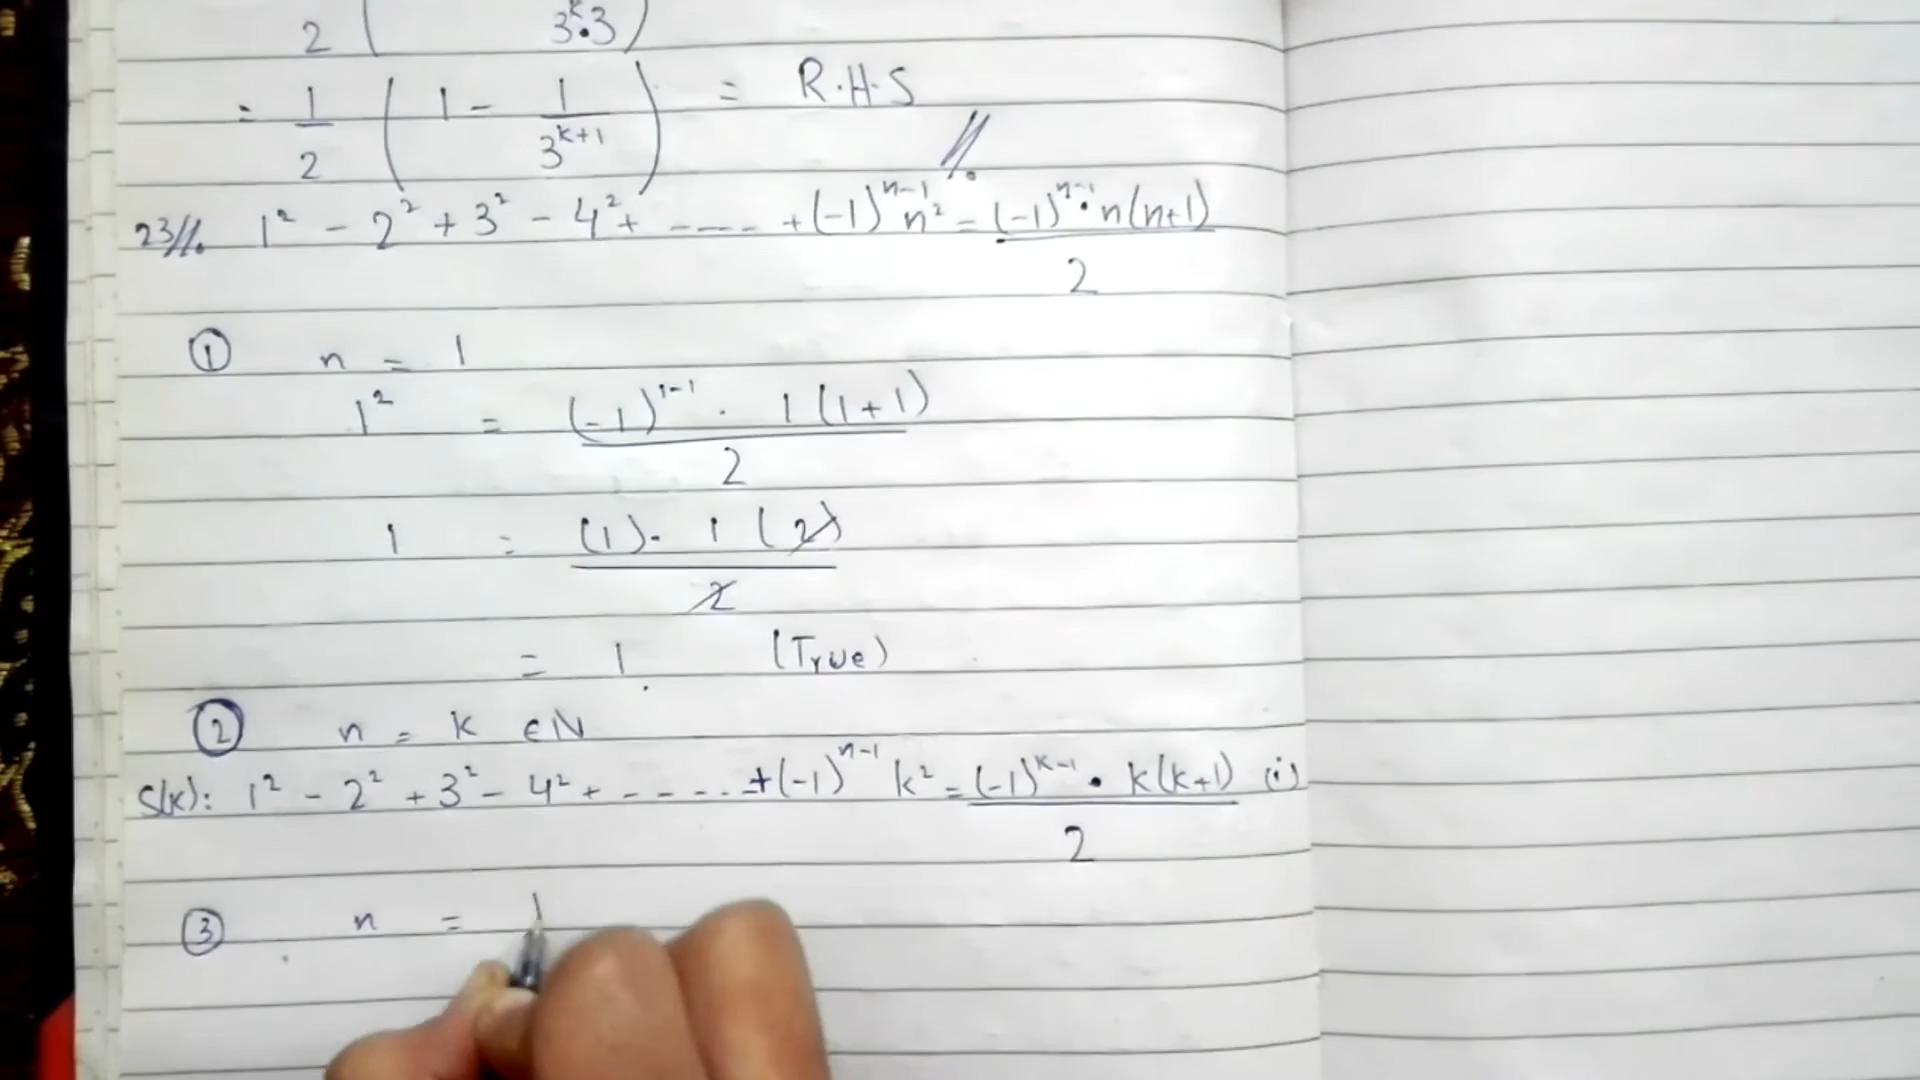 2 ( 3^k.3)
= 1/2 (1 - 1/3^{k+1}) = R.H.S //.
23//. 1² - 2² + 3² - 4² + ---- + (-1)^{n-1} n² = (-1)^{n-1} . n(n+1) / 2
① n = 1
1² = (-1)^{1-1} . 1(1+1) / 2
1 = (1). 1 (2) / 2
= 1. (True)
② n = k ∈ N
S(k): 1² - 2² + 3² - 4² + ----- + (-1)^{n-1} k² = (-1)^{k-1} . k(k+1) / 2 (i)
③ n =